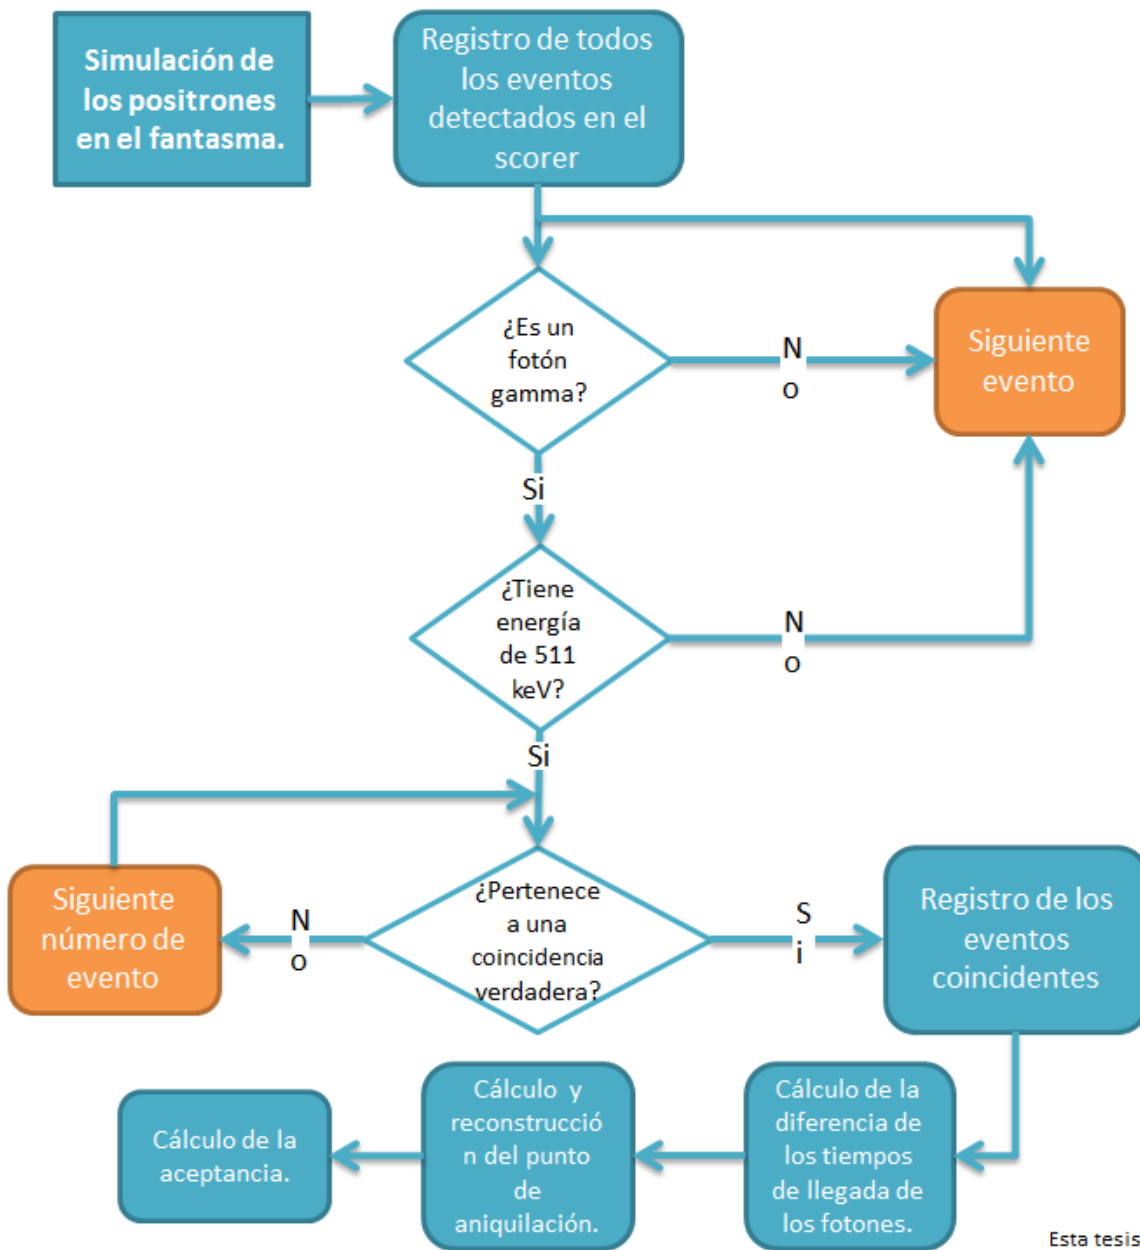 Simulación de
los positrones
en el fantasma.
Registro de todos
los eventos
detectados en el
scorer
¿Es un
fotón
gamma?
N
o
Siguiente
evento
Si
¿Tiene
energía
de 511
keV?
N
o
Si
Siguiente
número de
evento
N
o
¿Pertenece
a una
coincidencia
verdadera?
S
i
Registro de los
eventos
coincidentes
Cálculo de la
aceptancia.
Cálculo y
reconstrucció
n del punto
de
aniquilación.
Cálculo de la
diferencia de
los tiempos
de llegada de
los fotones.
Esta tesis